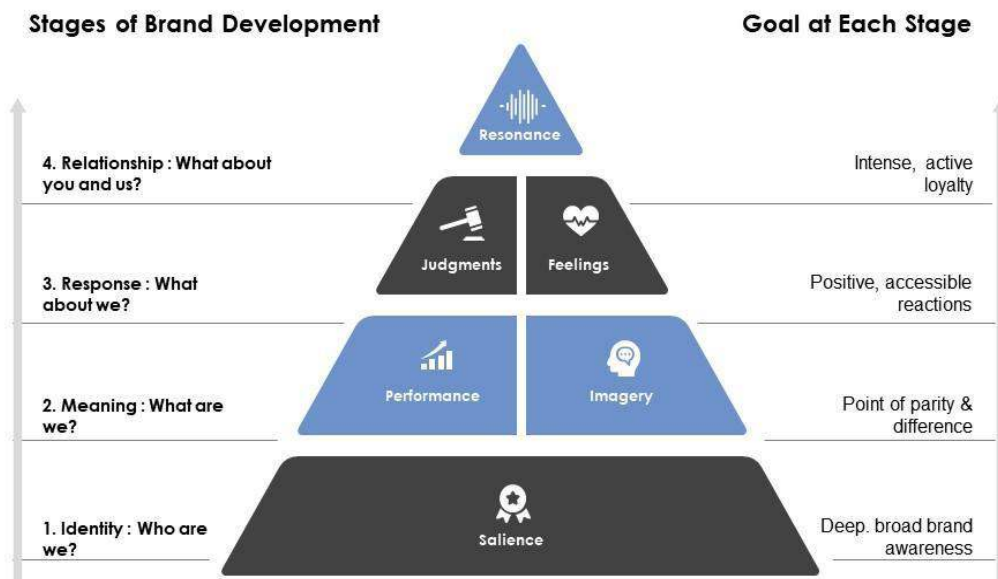 Stages of Brand Development
Goal at Each Stage
Resonance
4. Relationship : What about
you and us?
Intense, active
loyalty
Judgments
Feelings
3. Response : What
about we?
Positive, accessible
reactions
Performance
Imagery
2. Meaning : What are
we?
Point of parity &
difference
Salience
1. Identity : Who are
we?
Deep. broad brand
awareness